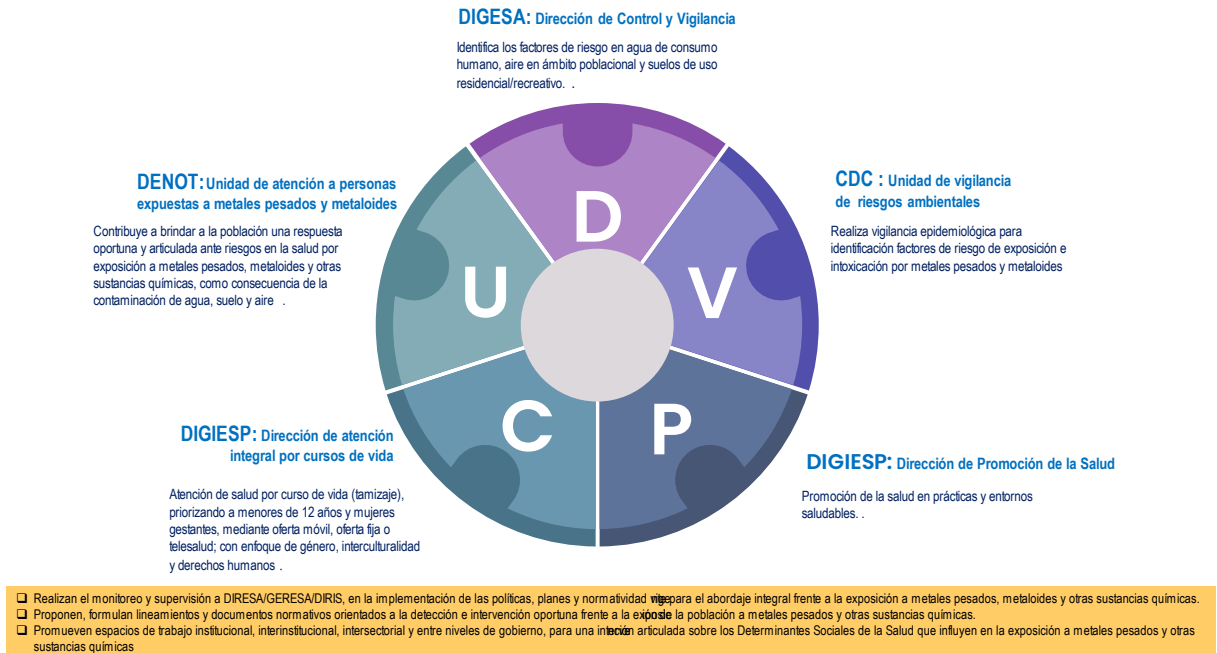 DIGESA: Dirección de Control y Vigilancia
Identifica los factores de riesgo en agua de consumo
humano, aire en ámbito poblacional y suelos de uso
residencial/recreativo. .
DENOT: Unidad de atención a personas
expuestas a metales pesados y metaloides
Contribuye a brindar a la población una respuesta
oportuna y articulada ante riesgos en la salud por
exposición a metales pesados, metaloides y otras
sustancias químicas, como consecuencia de la
contaminación de agua, suelo y aire .
CDC : Unidad de vigilancia
de riesgos ambientales
Realiza vigilancia epidemiológica para
identificación factores de riesgo de exposición e
intoxicación por metales pesados y metaloides
D
U
V
C
P
DIGIESP: Dirección de atención
integral por cursos de vida
Atención de salud por curso de vida (tamizaje),
priorizando a menores de 12 años y mujeres
gestantes, mediante oferta móvil, oferta fija o
telesalud; con enfoque de género, interculturalidad
y derechos humanos .
DIGIESP: Dirección de Promoción de la Salud
Promoción de la salud en prácticas y entornos
saludables. .
❑ Realizan el monitoreo y supervisión a DIRESA/GERESA/DIRIS, en la implementación de las políticas, planes y normatividad para el abordaje integral frente a la exposición a metales pesados, metaloides y otras sustancias químicas.
❑ Proponen, formulan lineamientos y documentos normativos orientados a la detección e intervención oportuna frente a la la población a metales pesados y otras sustancias químicas.
❑ Promueven espacios de trabajo institucional, interinstitucional, intersectorial y entre niveles de gobierno, para una articulada sobre los Determinantes Sociales de la Salud que influyen en la exposición a metales pesados y otras
sustancias químicas